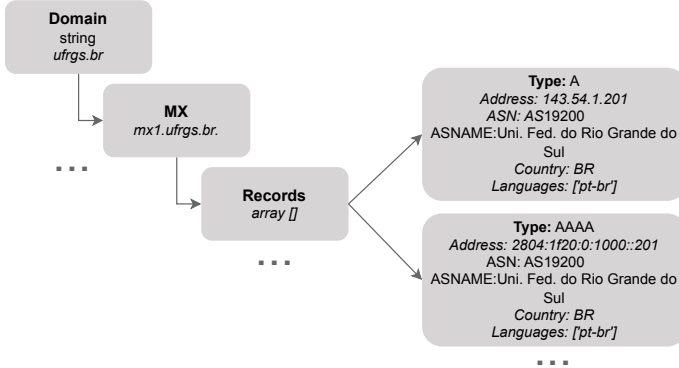 Domain
string
ufrgs.br
MX
mx1.ufrgs.br.
...
Records
array []
...
Type: A
Address: 143.54.1.201
ASN: AS19200
ASNAME:Uni. Fed. do Rio Grande do
Sul
Country: BR
Languages: ['pt-br']
Type: AAAA
Address: 2804:1f20:0:1000::201
ASN: AS19200
ASNAME:Uni. Fed. do Rio Grande do
Sul
Country: BR
Languages: ['pt-br']
...